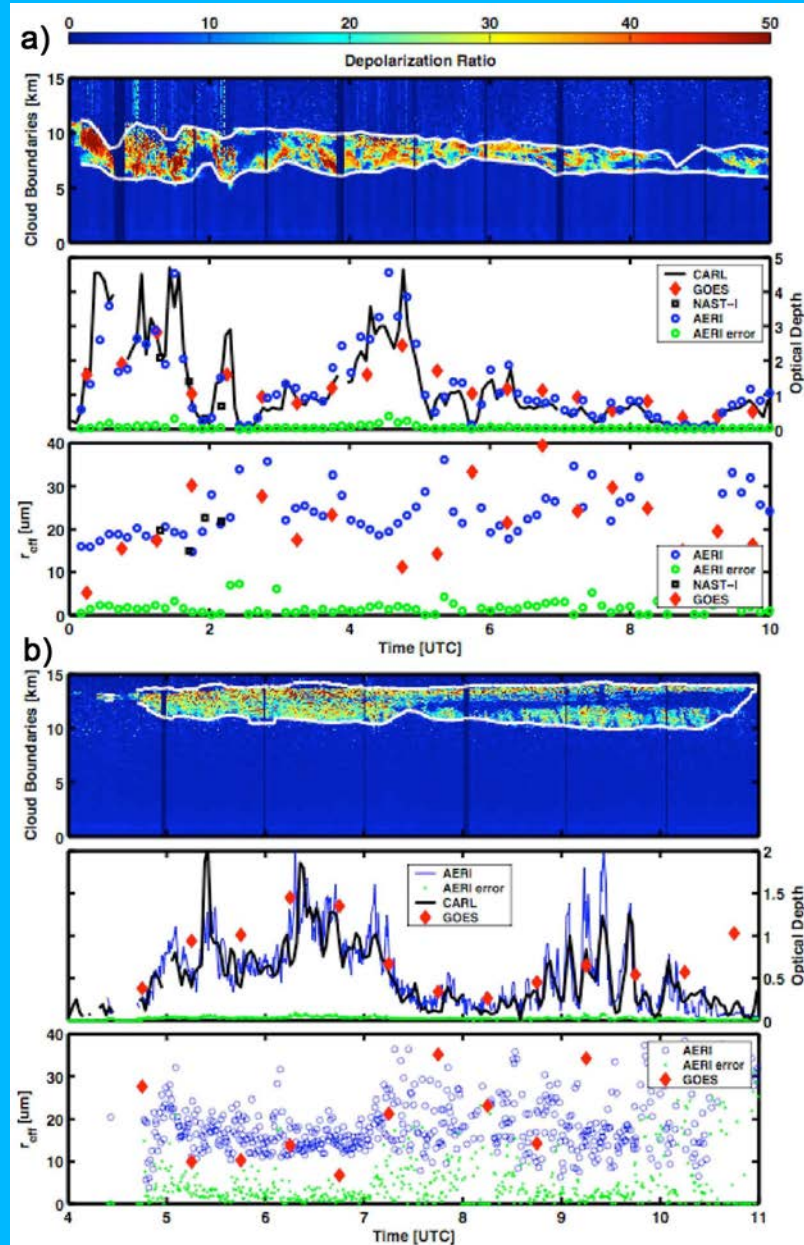 a)
0 10 20 30 40 50
Depolarization Ratio
15
10
5
0
Cloud Boundaries [km]
5
4
3
2
1
0
Optical Depth
CARL
GOES
NAST-I
AERI
AERI error
40
30
20
10
0
r_eff [um]
AERI
AERI error
NAST-I
GOES
0 2 4 6 8 10
Time [UTC]
b)
15
10
5
0
Cloud Boundaries [km]
2
1.5
1
0.5
0
Optical Depth
AERI
AERI error
CARL
GOES
40
30
20
10
0
r_eff [um]
AERI
AERI error
GOES
4 5 6 7 8 9 10 11
Time [UTC]